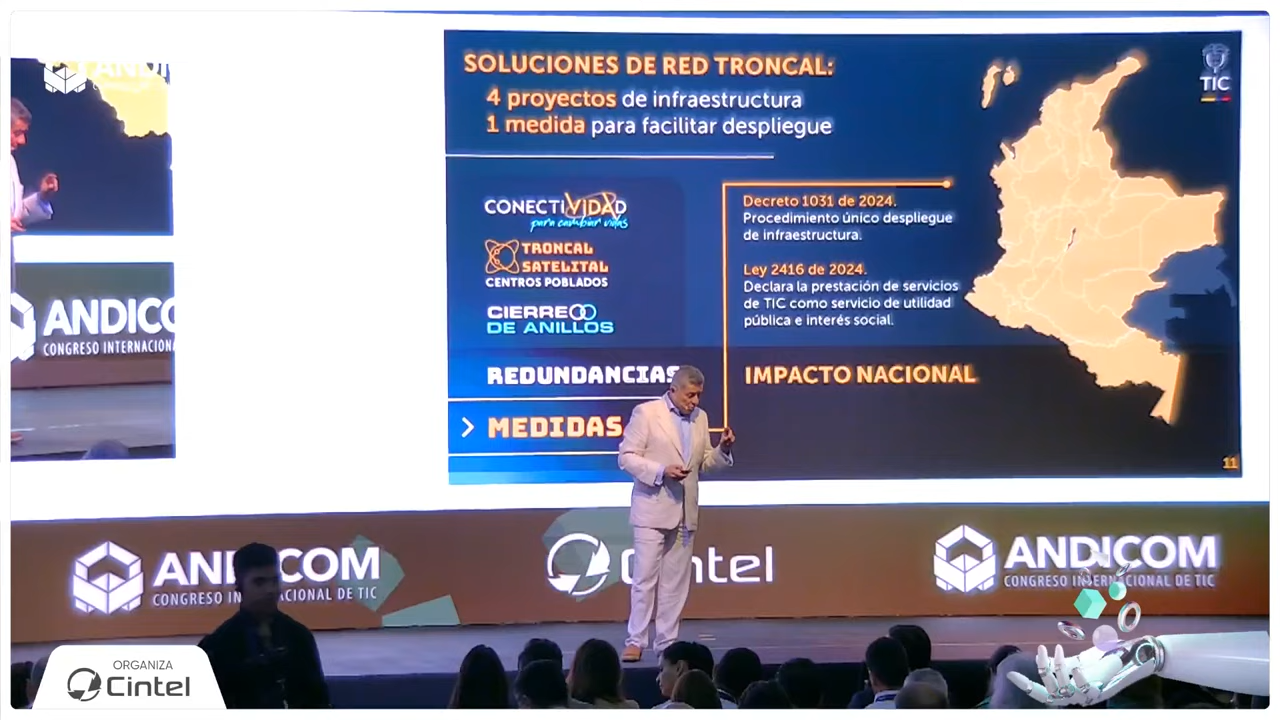 SOLUCIONES DE RED TRONCAL:
4 proyectos de infraestructura
1 medida para facilitar despliegue
TIC
CONECTIVIDAD
para cambiar vidas
TRONCAL
SATELITAL
CENTROS POBLADOS
CIERRE
DE ANILLOS
REDUNDANCIAS
MEDIDAS
Decreto 1031 de 2024.
Procedimiento único despliegue
de infraestructura.
Ley 2416 de 2024.
Declara la prestación de servicios
de TIC como servicio de utilidad
pública e interés social.
IMPACTO NACIONAL
11
ANDICO
CONGRESO INTERNACIONA
ANDICOM
CONGRESO INTERNACIONAL DE TIC
Cintel
ANDICOM
CONGRESO INTERNACIONAL DE TIC
ORGANIZA
Cintel